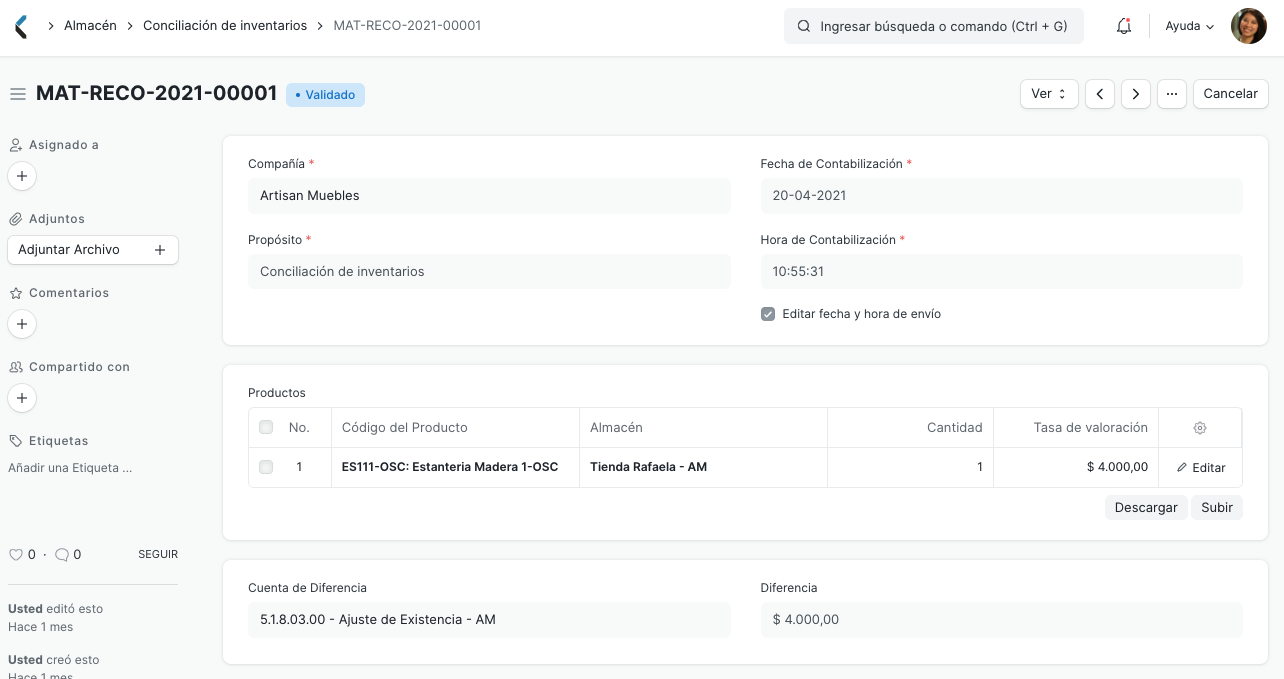 Almacén > Conciliación de inventarios > MAT-RECO-2021-00001
Ingresar búsqueda o comando (Ctrl + G)
Ayuda
MAT-RECO-2021-00001
• Validado
Ver
...
Cancelar
Asignado a
+
Adjuntos
Adjuntar Archivo +
Comentarios
+
Compartido con
+
Etiquetas
Añadir una Etiqueta ...
0 · 0 SEGUIR
Usted editó esto
Hace 1 mes
Usted creó esto
Hace 1 mes
Compañía *
Artisan Muebles
Fecha de Contabilización *
20-04-2021
Propósito *
Conciliación de inventarios
Hora de Contabilización *
10:55:31
Editar fecha y hora de envío
Productos
No. Código del Producto Almacén Cantidad Tasa de valoración
1 ES111-OSC: Estanteria Madera 1-OSC Tienda Rafaela - AM 1 $ 4.000,00 Editar
Descargar Subir
Cuenta de Diferencia
5.1.8.03.00 - Ajuste de Existencia - AM
Diferencia
$ 4.000,00